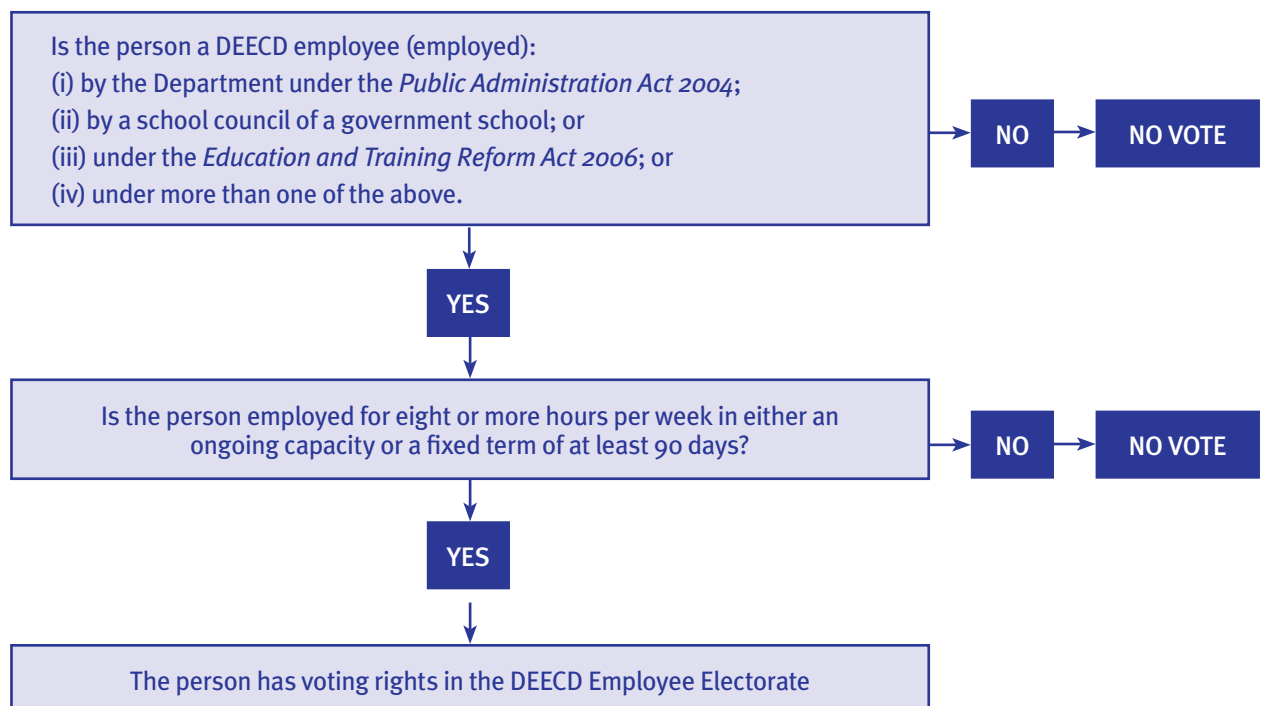 Is the person a DEECD employee (employed):
(i) by the Department under the Public Administration Act 2004;
(ii) by a school council of a government school; or
(iii) under the Education and Training Reform Act 2006; or
(iv) under more than one of the above.
NO
NO VOTE
YES
Is the person employed for eight or more hours per week in either an
ongoing capacity or a fixed term of at least 90 days?
NO
NO VOTE
YES
The person has voting rights in the DEECD Employee Electorate